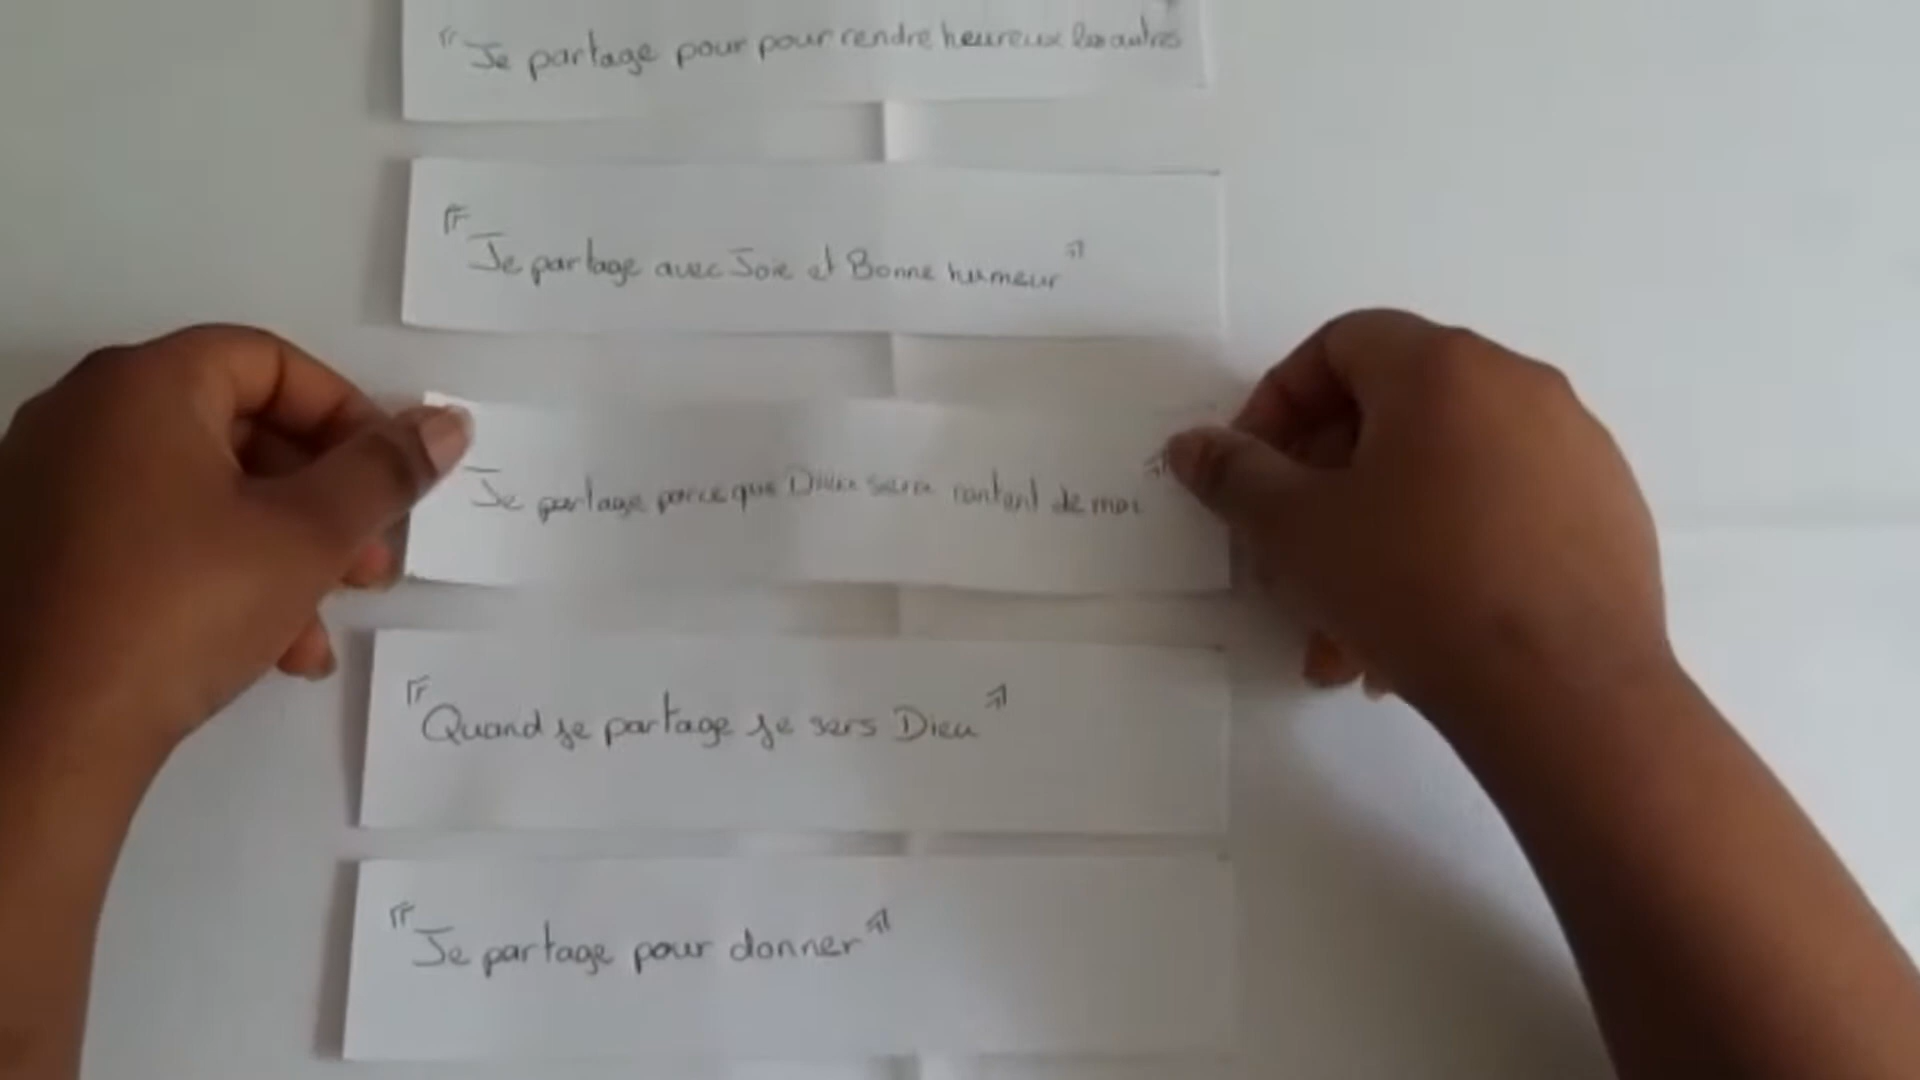 "Je partage pour pour rendre heureux les autres
"Je partage avec Joie et Bonne humeur"
Je partage parce que Dieu sera content de moi"
"Quand je partage je sers Dieu"
"Je partage pour donner"